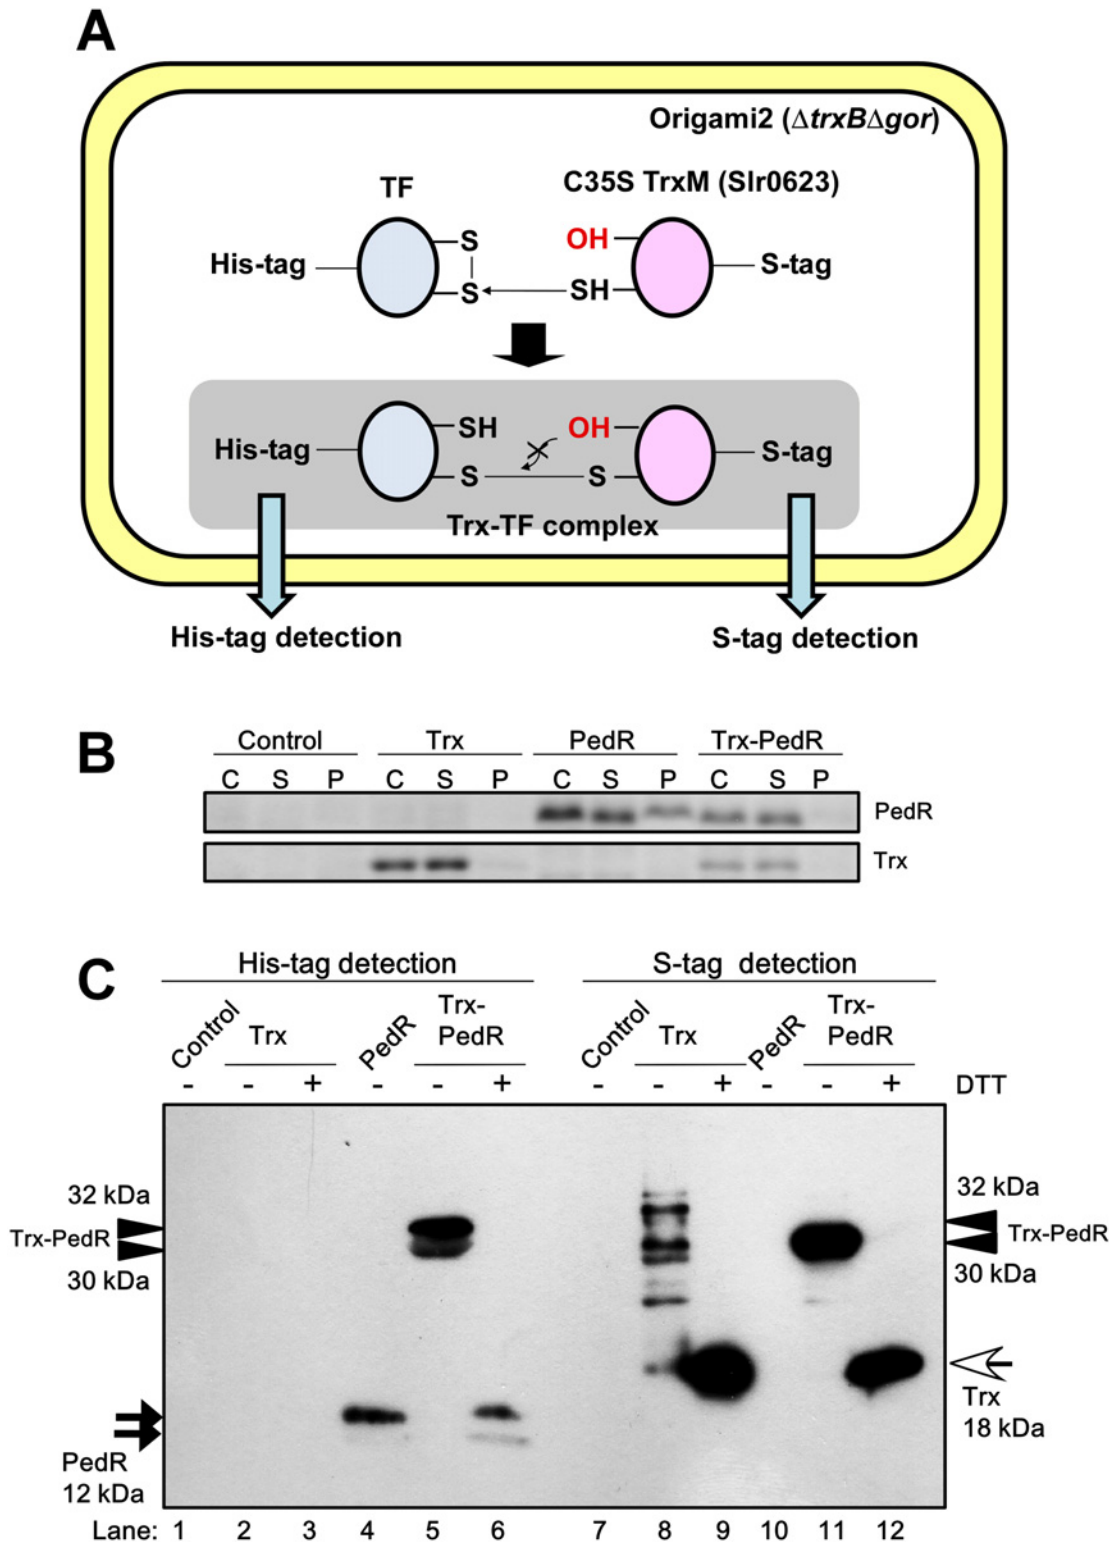 A
Origami2 (ΔtrxBΔgor)
TF
C35S TrxM (Slr0623)
His-tag
S
S
OH
SH
S-tag
His-tag
SH
S
OH
S
S-tag
Trx-TF complex
His-tag detection
S-tag detection
B
Control Trx PedR Trx-PedR
C S P C S P C S P C S P
PedR
Trx
C
His-tag detection S-tag detection
Control Trx PedR Trx-
PedR
Control Trx PedR Trx-
PedR
- - + - - + - - + - - + DTT
32 kDa
Trx-PedR
30 kDa
32 kDa
Trx-PedR
30 kDa
PedR
12 kDa
Trx
18 kDa
Lane: 1 2 3 4 5 6 7 8 9 10 11 12